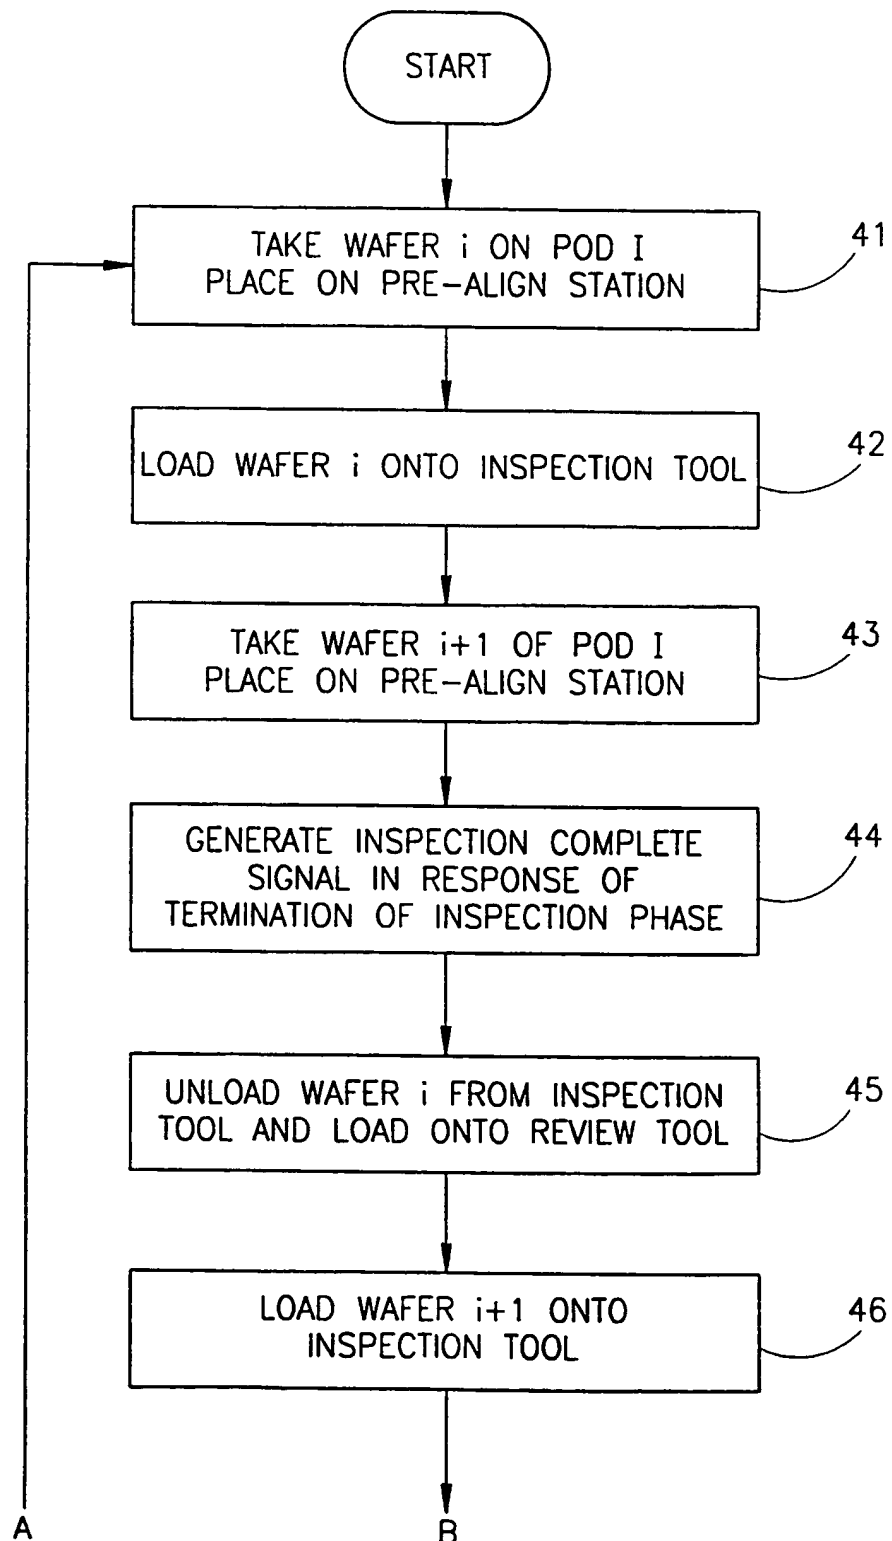 START
TAKE WAFER i ON POD I
PLACE ON PRE-ALIGN STATION
41
LOAD WAFER i ONTO INSPECTION TOOL
42
TAKE WAFER i+1 OF POD I
PLACE ON PRE-ALIGN STATION
43
GENERATE INSPECTION COMPLETE
SIGNAL IN RESPONSE OF
TERMINATION OF INSPECTION PHASE
44
UNLOAD WAFER i FROM INSPECTION
TOOL AND LOAD ONTO REVIEW TOOL
45
LOAD WAFER i+1 ONTO
INSPECTION TOOL
46
A
B